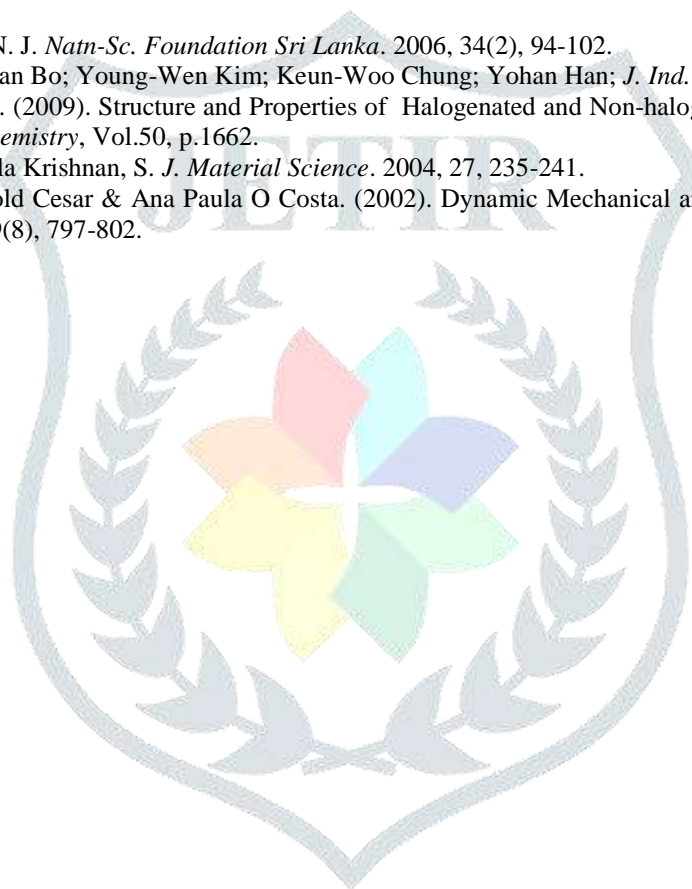 N. J. Natn-Sc. Foundation Sri Lanka. 2006, 34(2), 94-102.
an Bo; Young-Wen Kim; Keun-Woo Chung; Yohan Han; J. Ind.
. (2009). Structure and Properties of Halogenated and Non-halog
emistry, Vol.50, p.1662.
la Krishnan, S. J. Material Science. 2004, 27, 235-241.
old Cesar & Ana Paula O Costa. (2002). Dynamic Mechanical a
9(8), 797-802.
JETIR